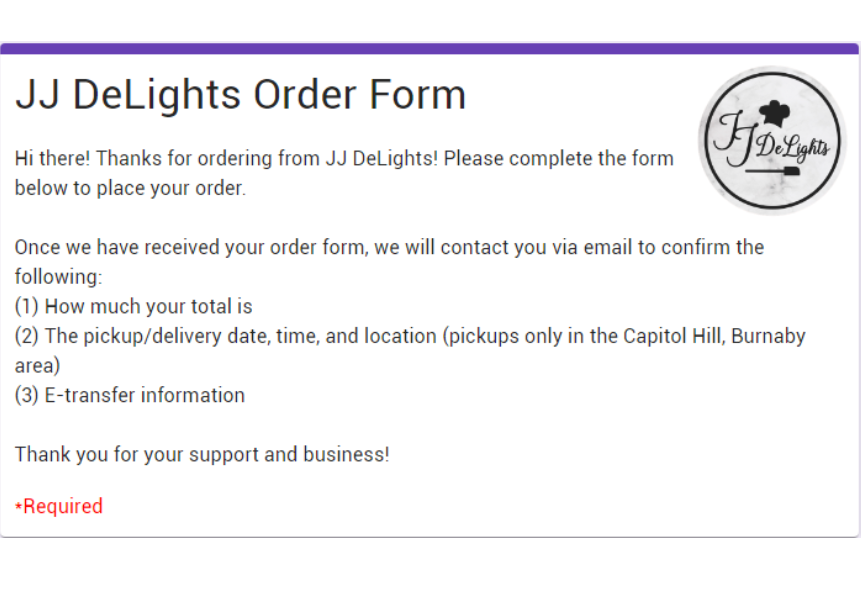 JJ DeLights Order Form
JJ DeLights
Hi there! Thanks for ordering from JJ DeLights! Please complete the form
below to place your order.
Once we have received your order form, we will contact you via email to confirm the
following:
(1) How much your total is
(2) The pickup/delivery date, time, and location (pickups only in the Capitol Hill, Burnaby
area)
(3) E-transfer information
Thank you for your support and business!
*Required